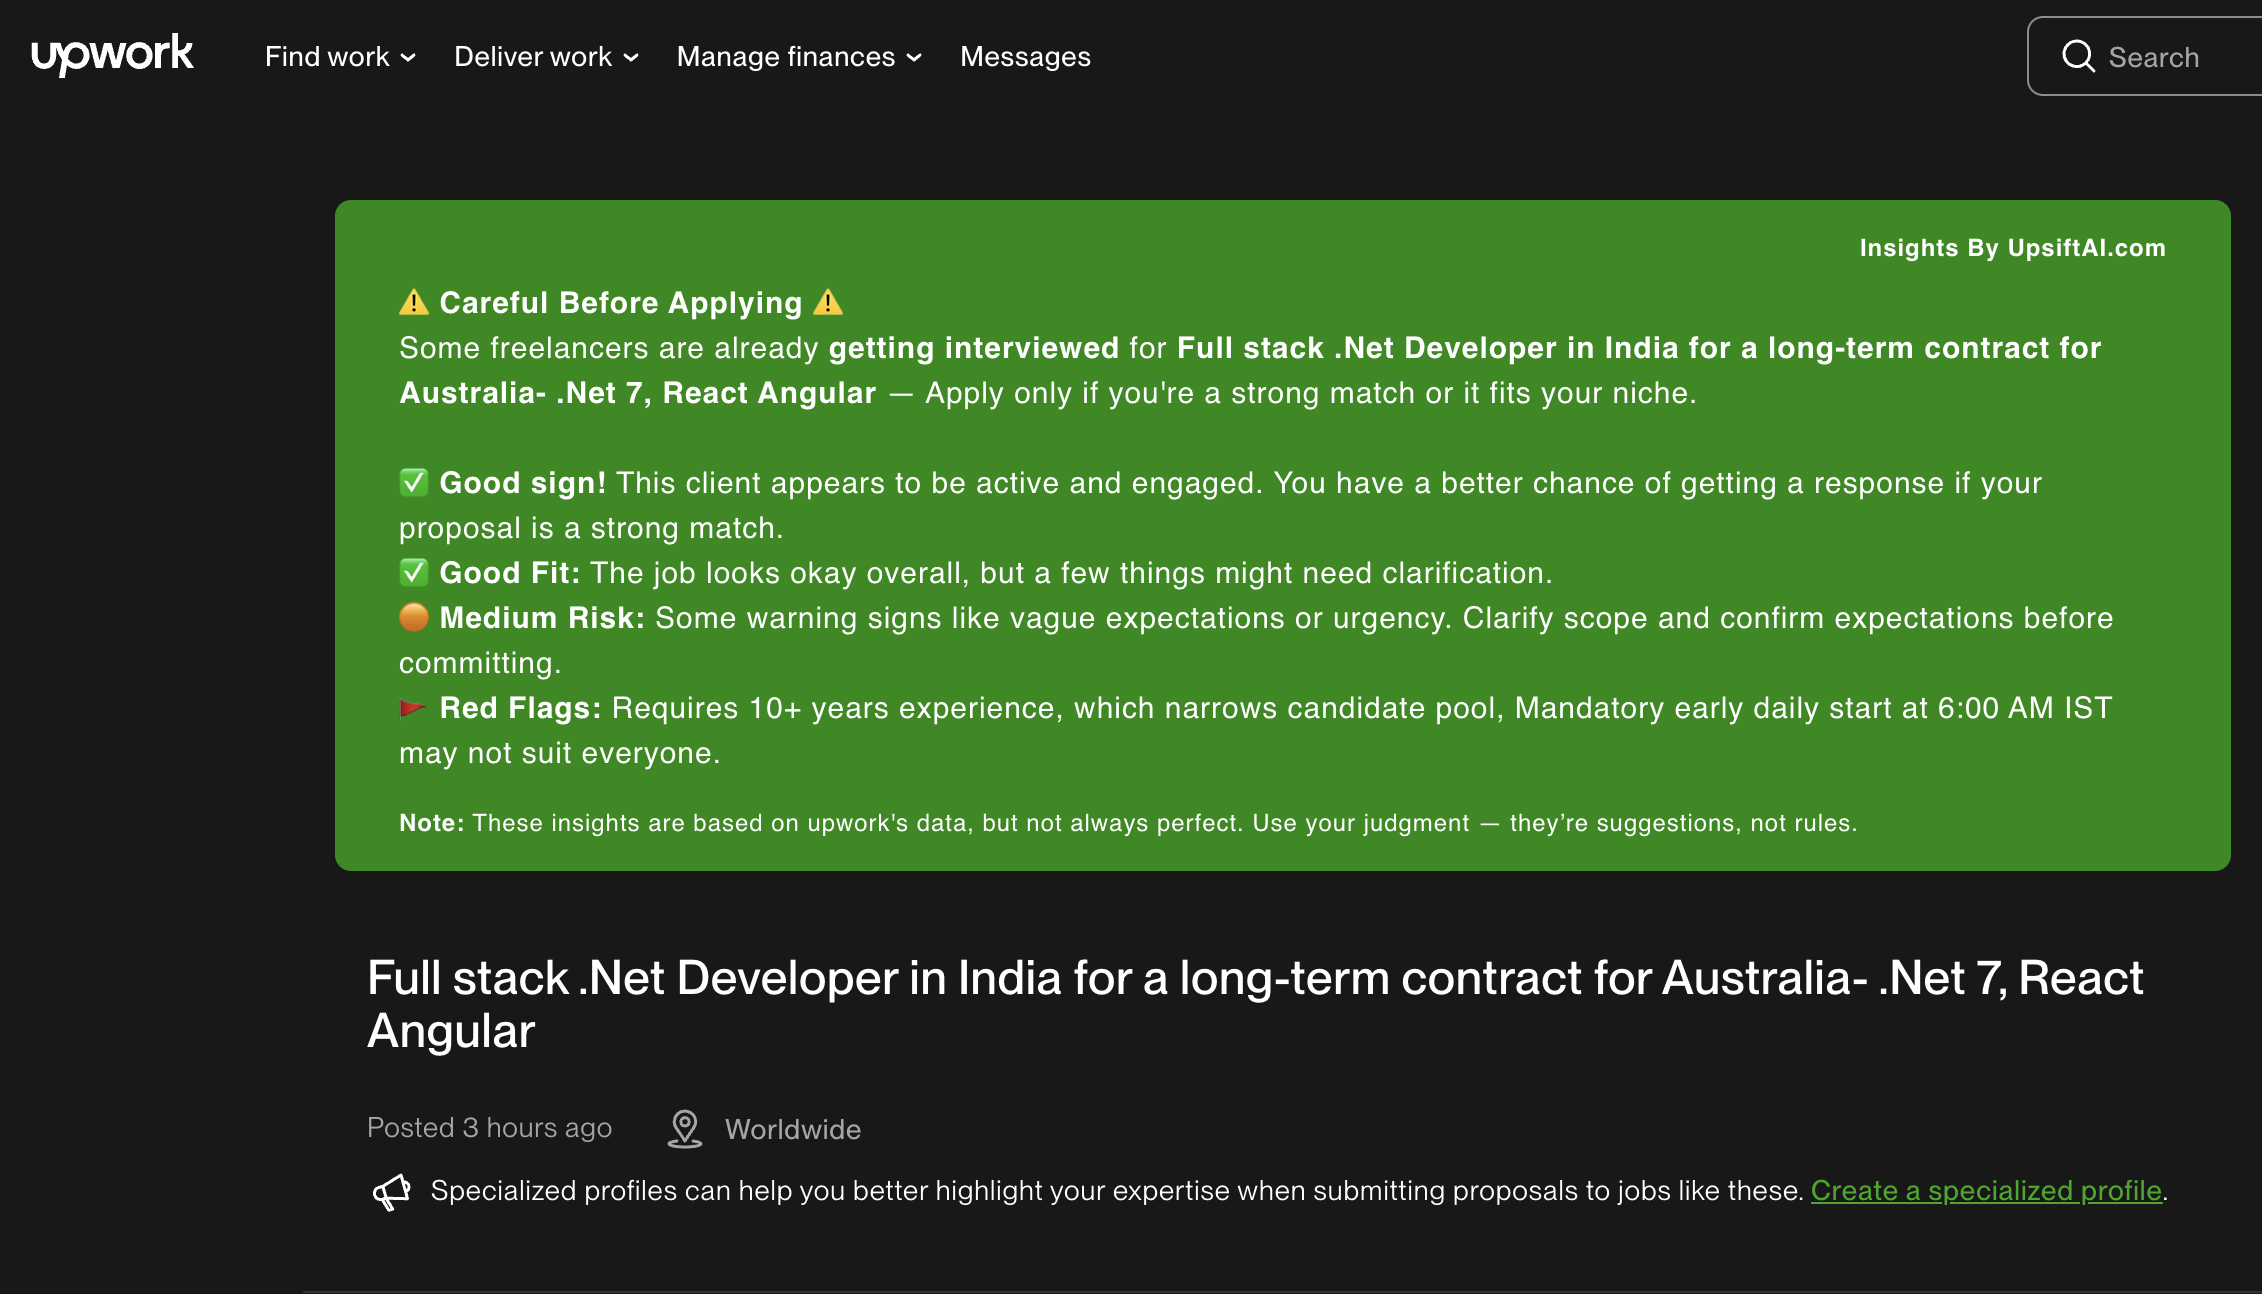 upwork
Find work
Deliver work
Manage finances
Messages
Search
Insights By UpsiftAI.com
⚠️ Careful Before Applying ⚠️
Some freelancers are already getting interviewed for Full stack .Net Developer in India for a long-term contract for
Australia- .Net 7, React Angular — Apply only if you're a strong match or it fits your niche.
✅ Good sign! This client appears to be active and engaged. You have a better chance of getting a response if your
proposal is a strong match.
✅ Good Fit: The job looks okay overall, but a few things might need clarification.
🟠 Medium Risk: Some warning signs like vague expectations or urgency. Clarify scope and confirm expectations before
committing.
🚩 Red Flags: Requires 10+ years experience, which narrows candidate pool, Mandatory early daily start at 6:00 AM IST
may not suit everyone.
Note: These insights are based on upwork's data, but not always perfect. Use your judgment — they’re suggestions, not rules.
Full stack .Net Developer in India for a long-term contract for Australia- .Net 7, React
Angular
Posted 3 hours ago
Worldwide
Specialized profiles can help you better highlight your expertise when submitting proposals to jobs like these. Create a specialized profile.